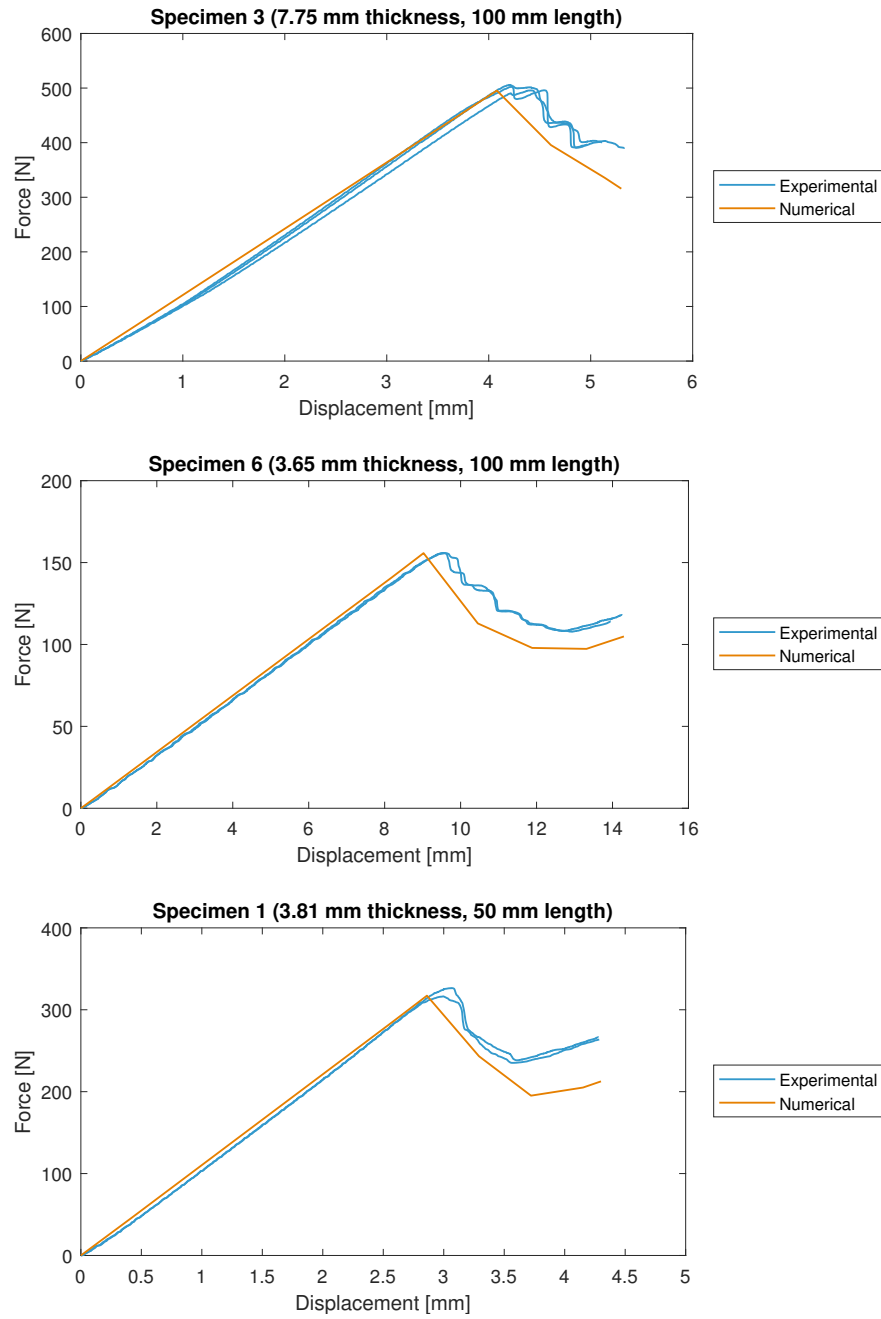 Specimen 3 (7.75 mm thickness, 100 mm length)
600
500
400
300
200
100
0
Force [N]
0 1 2 3 4 5 6
Displacement [mm]
Experimental
Numerical
Specimen 6 (3.65 mm thickness, 100 mm length)
200
150
100
50
0
Force [N]
0 2 4 6 8 10 12 14 16
Displacement [mm]
Experimental
Numerical
Specimen 1 (3.81 mm thickness, 50 mm length)
400
300
200
100
0
Force [N]
0 0.5 1 1.5 2 2.5 3 3.5 4 4.5 5
Displacement [mm]
Experimental
Numerical